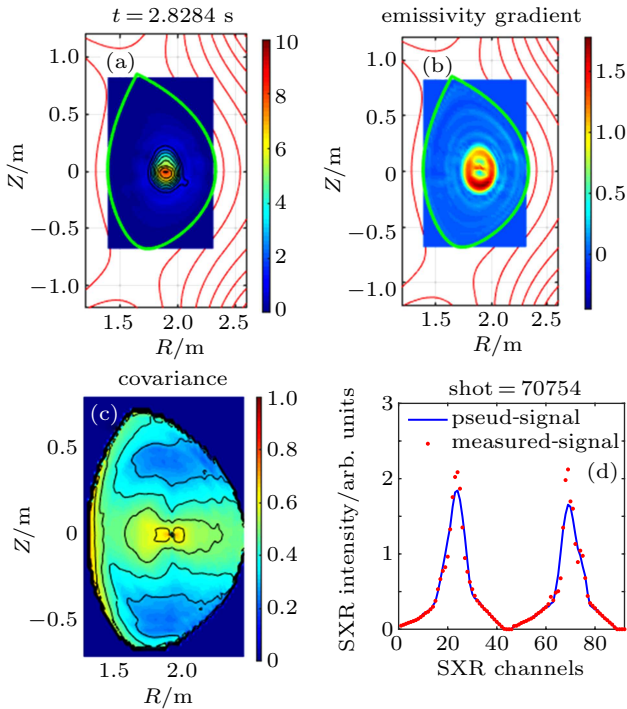 t = 2.8284 s
emissivity gradient
(a)
(b)
Z/m
1.0
0.5
0
−0.5
−1.0
10
8
6
4
2
0
1.5 2.0 2.5
R/m
Z/m
1.0
0.5
0
−0.5
−1.0
1.5
1.0
0.5
0
1.5 2.0 2.5
R/m
covariance
(c)
Z/m
0.5
0
−0.5
1.0
0.8
0.6
0.4
0.2
0
1.5 2.0
R/m
shot = 70754
pseud-signal
measured-signal
(d)
SXR intensity/arb. units
3
2
1
0
0 20 40 60 80
SXR channels